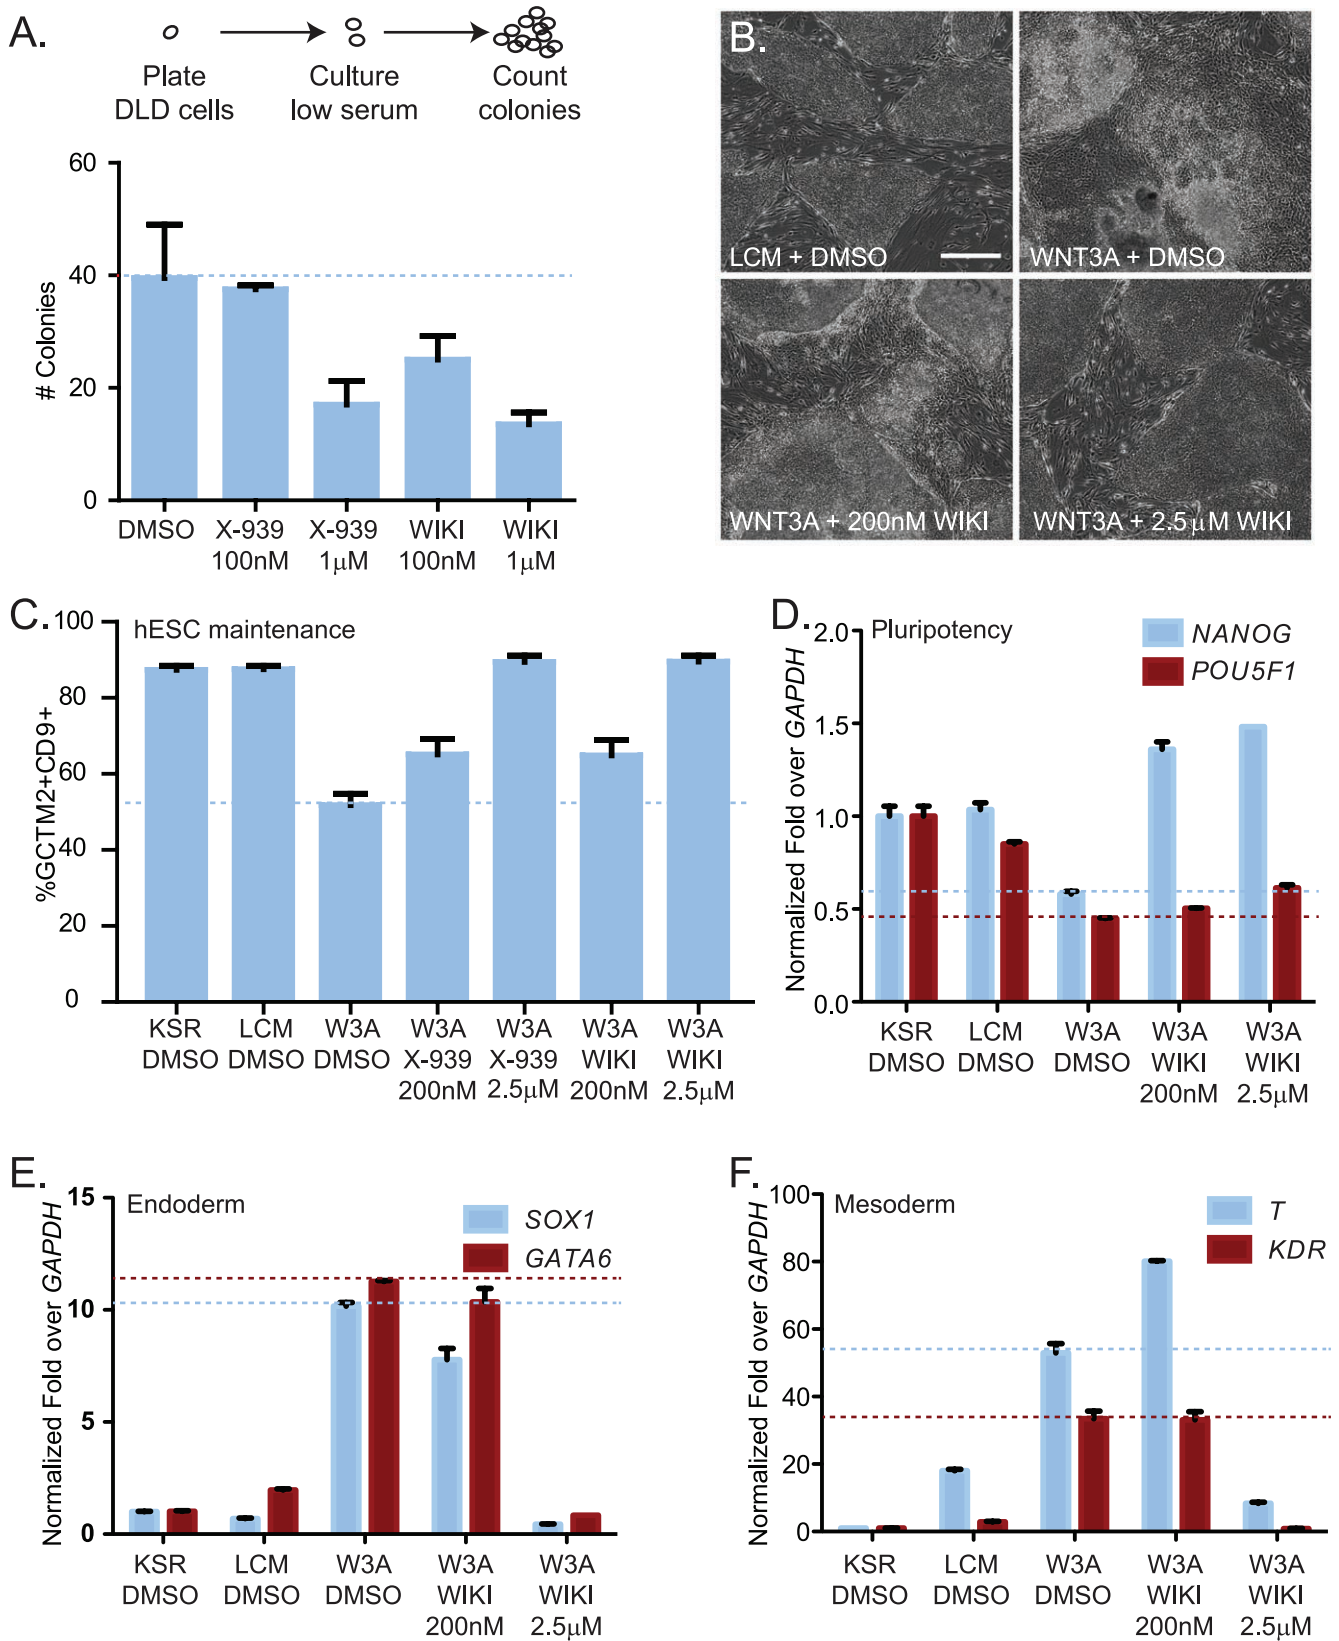 A.
Plate
DLD cells
Culture
low serum
Count
colonies
# Colonies
60
40
20
0
DMSO
X-939
100nM
X-939
1µM
WIKI
100nM
WIKI
1µM
B.
LCM + DMSO
WNT3A + DMSO
WNT3A + 200nM WIKI
WNT3A + 2.5µM WIKI
C.
hESC maintenance
%GCTM2+CD9+
100
80
60
40
20
0
KSR
DMSO
LCM
DMSO
W3A
DMSO
W3A
X-939
200nM
W3A
X-939
2.5µM
W3A
WIKI
200nM
W3A
WIKI
2.5µM
D.
Pluripotency
NANOG
POU5F1
Normalized Fold over GAPDH
2.0
1.5
1.0
0.5
0.0
KSR
DMSO
LCM
DMSO
W3A
DMSO
W3A
WIKI
200nM
W3A
WIKI
2.5µM
E.
Endoderm
SOX1
GATA6
Normalized Fold over GAPDH
15
10
5
0
KSR
DMSO
LCM
DMSO
W3A
DMSO
W3A
WIKI
200nM
W3A
WIKI
2.5µM
F.
Mesoderm
T
KDR
Normalized Fold over GAPDH
100
80
60
40
20
0
KSR
DMSO
LCM
DMSO
W3A
DMSO
W3A
WIKI
200nM
W3A
WIKI
2.5µM